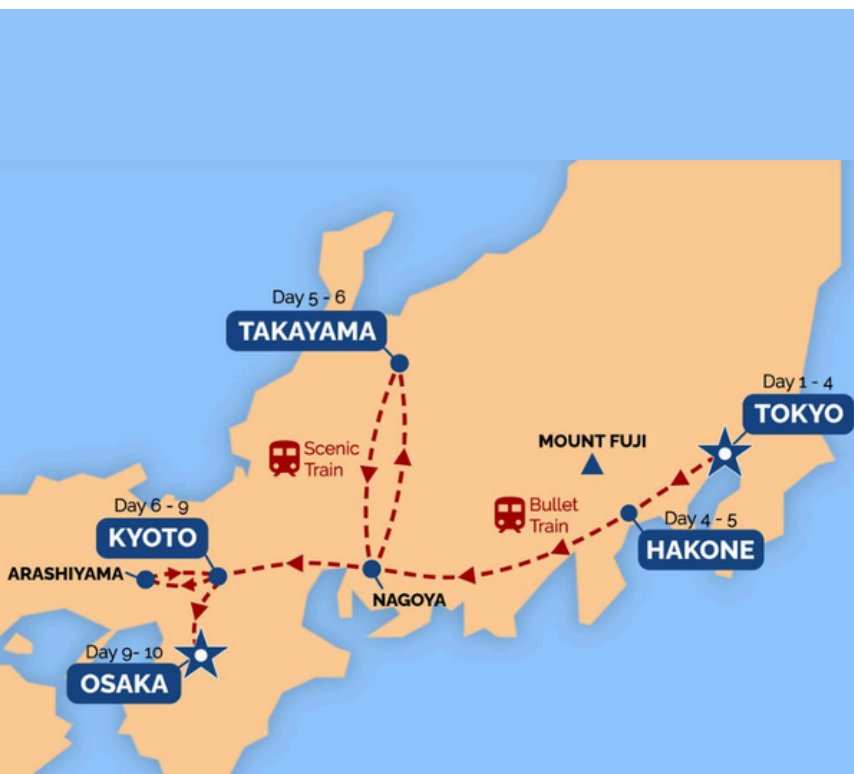 Day 5 - 6
TAKAYAMA
Day 1 - 4
TOKYO
MOUNT FUJI
Scenic
Train
Bullet
Train
Day 4 - 5
HAKONE
Day 6 - 9
KYOTO
ARASHIYAMA
NAGOYA
Day 9- 10
OSAKA